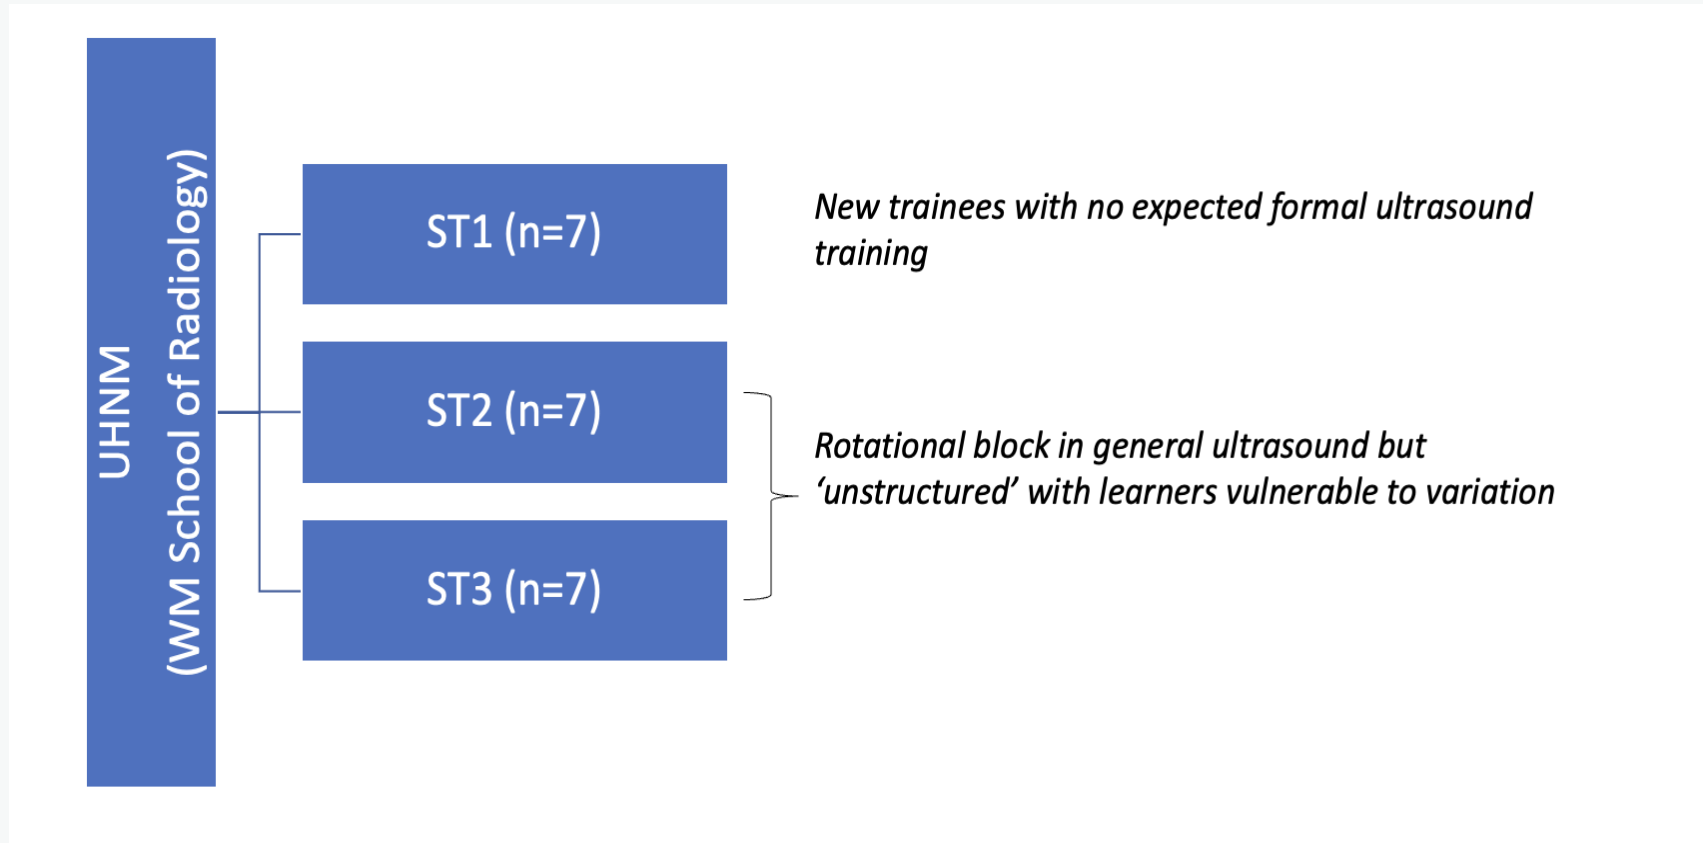 UHNM
(WM School of Radiology)
ST1 (n=7)
New trainees with no expected formal ultrasound
training
ST2 (n=7)
ST3 (n=7)
Rotational block in general ultrasound but
‘unstructured’ with learners vulnerable to variation